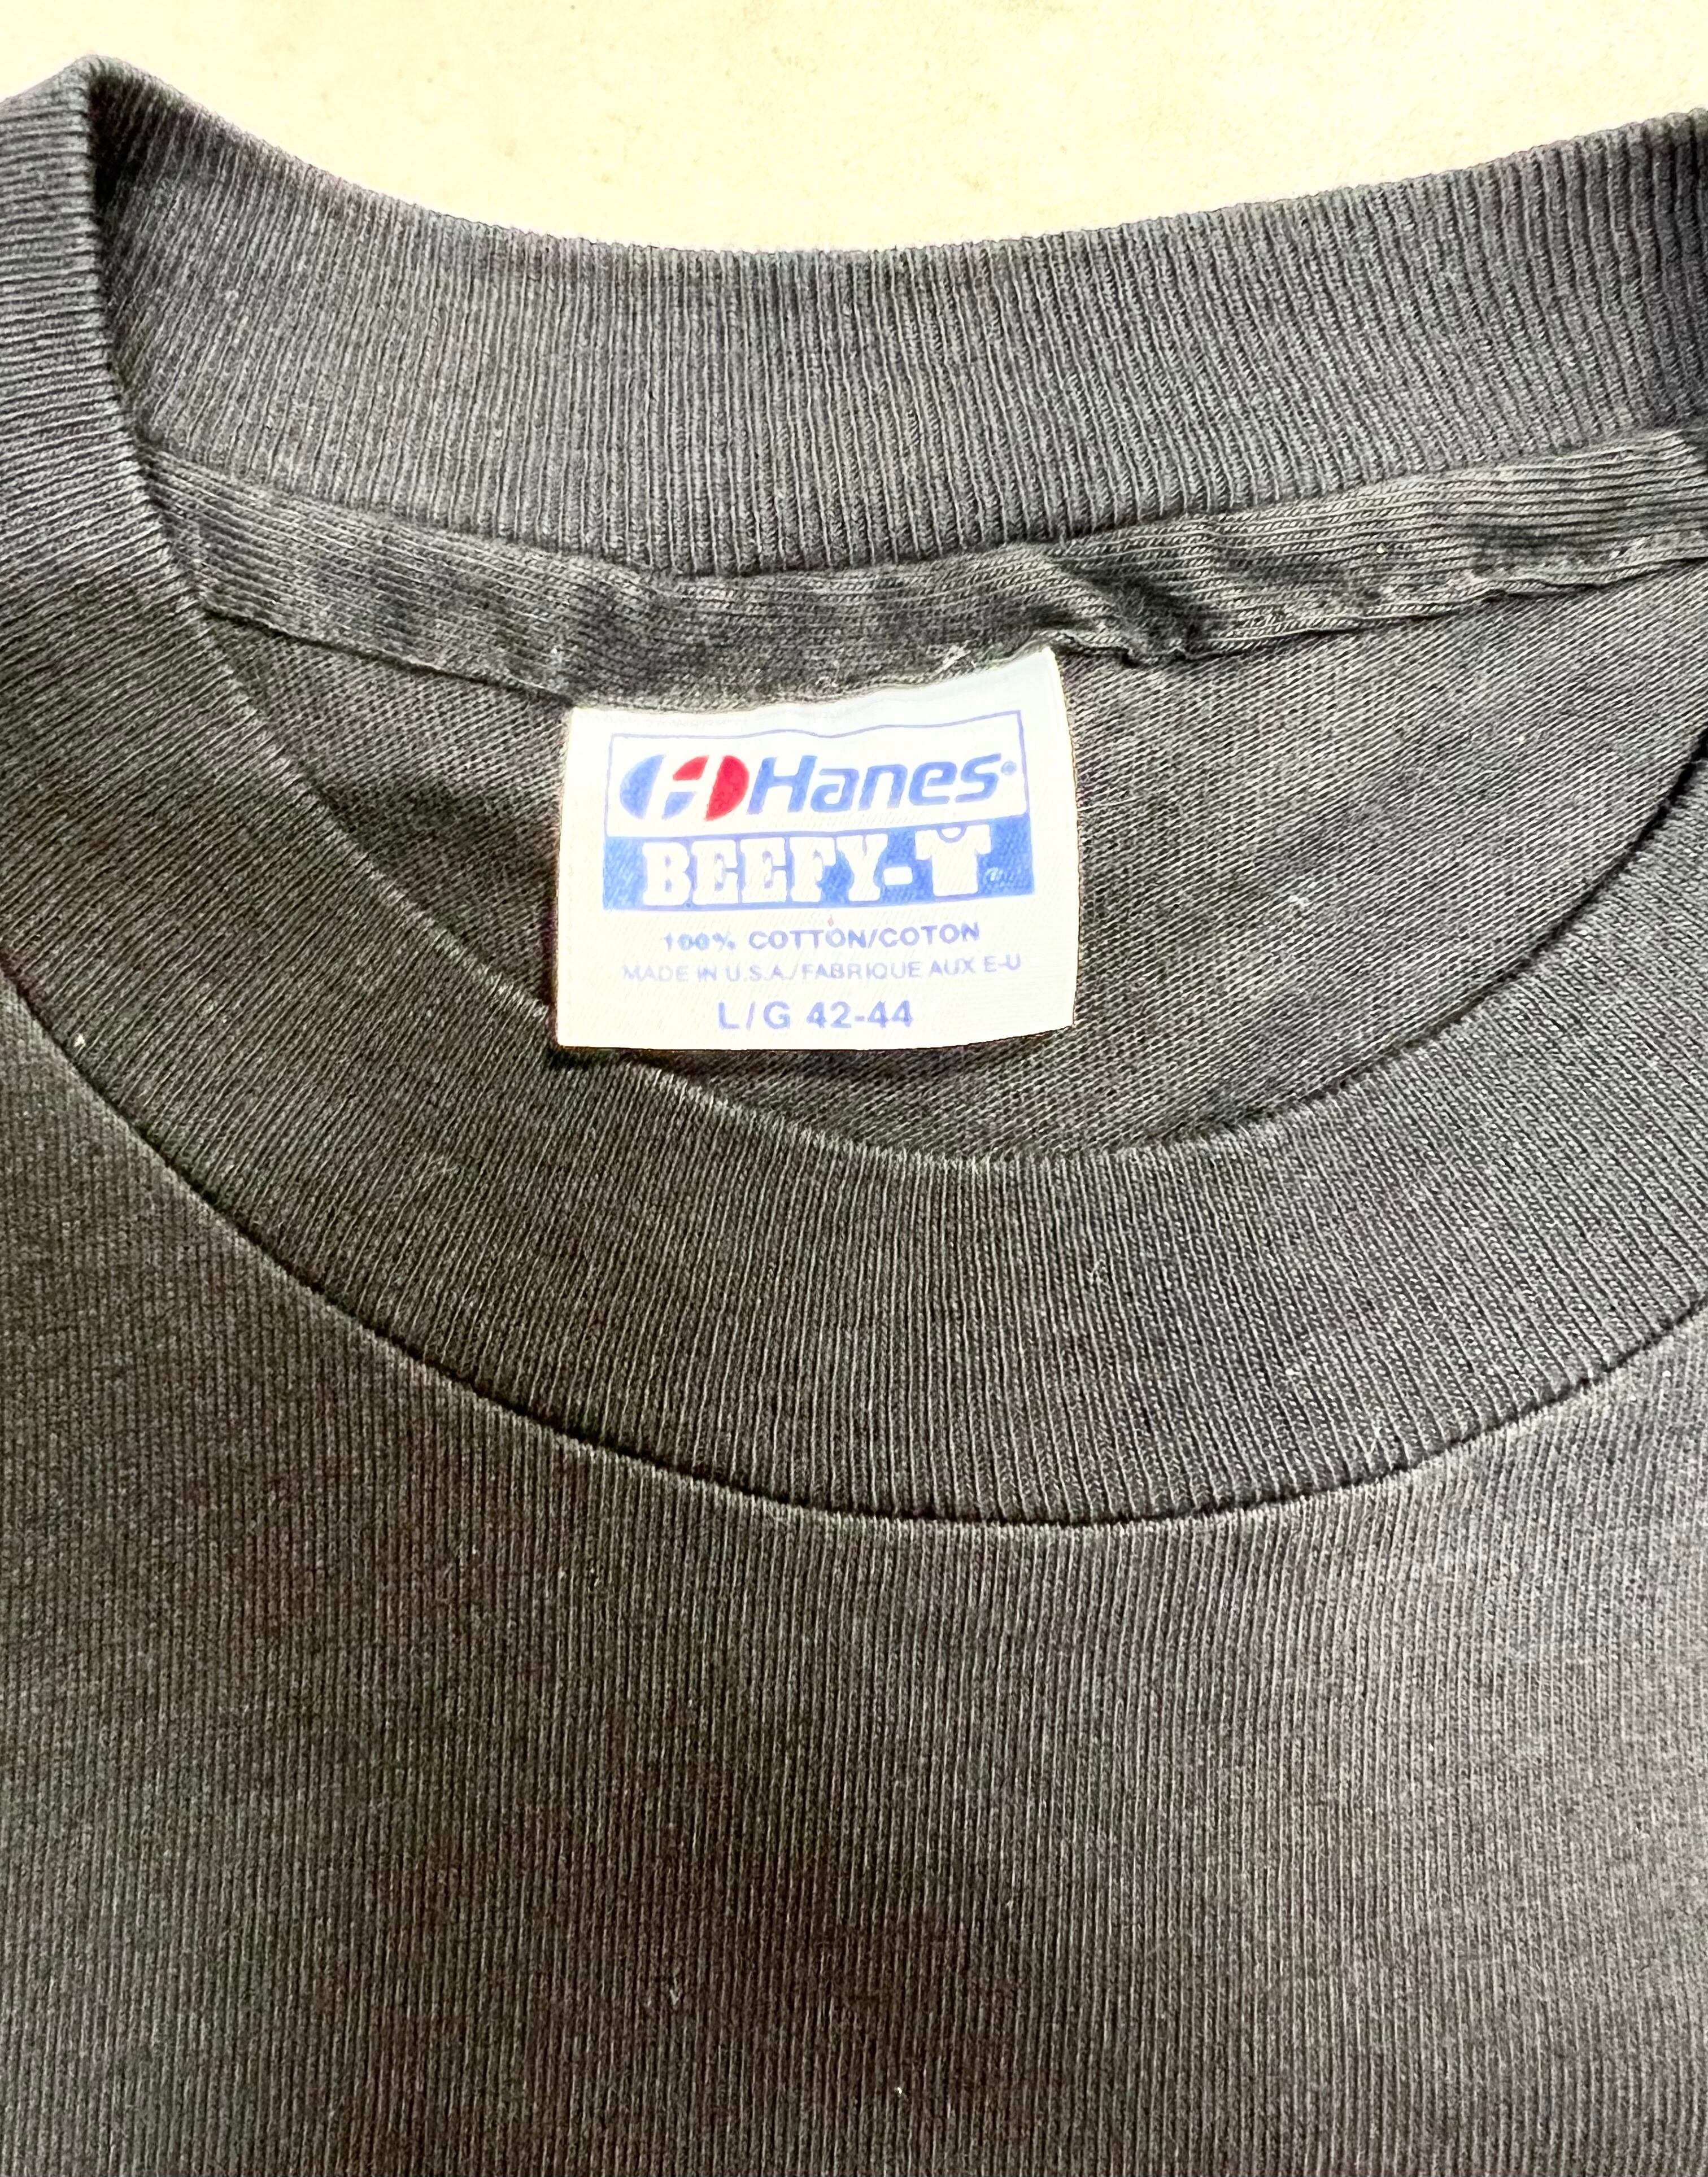 Hanes
BEEFY-T
100% COTTON/COTON
MADE IN U.S.A./FABRIQUE AUX E-U
L/G 42-44